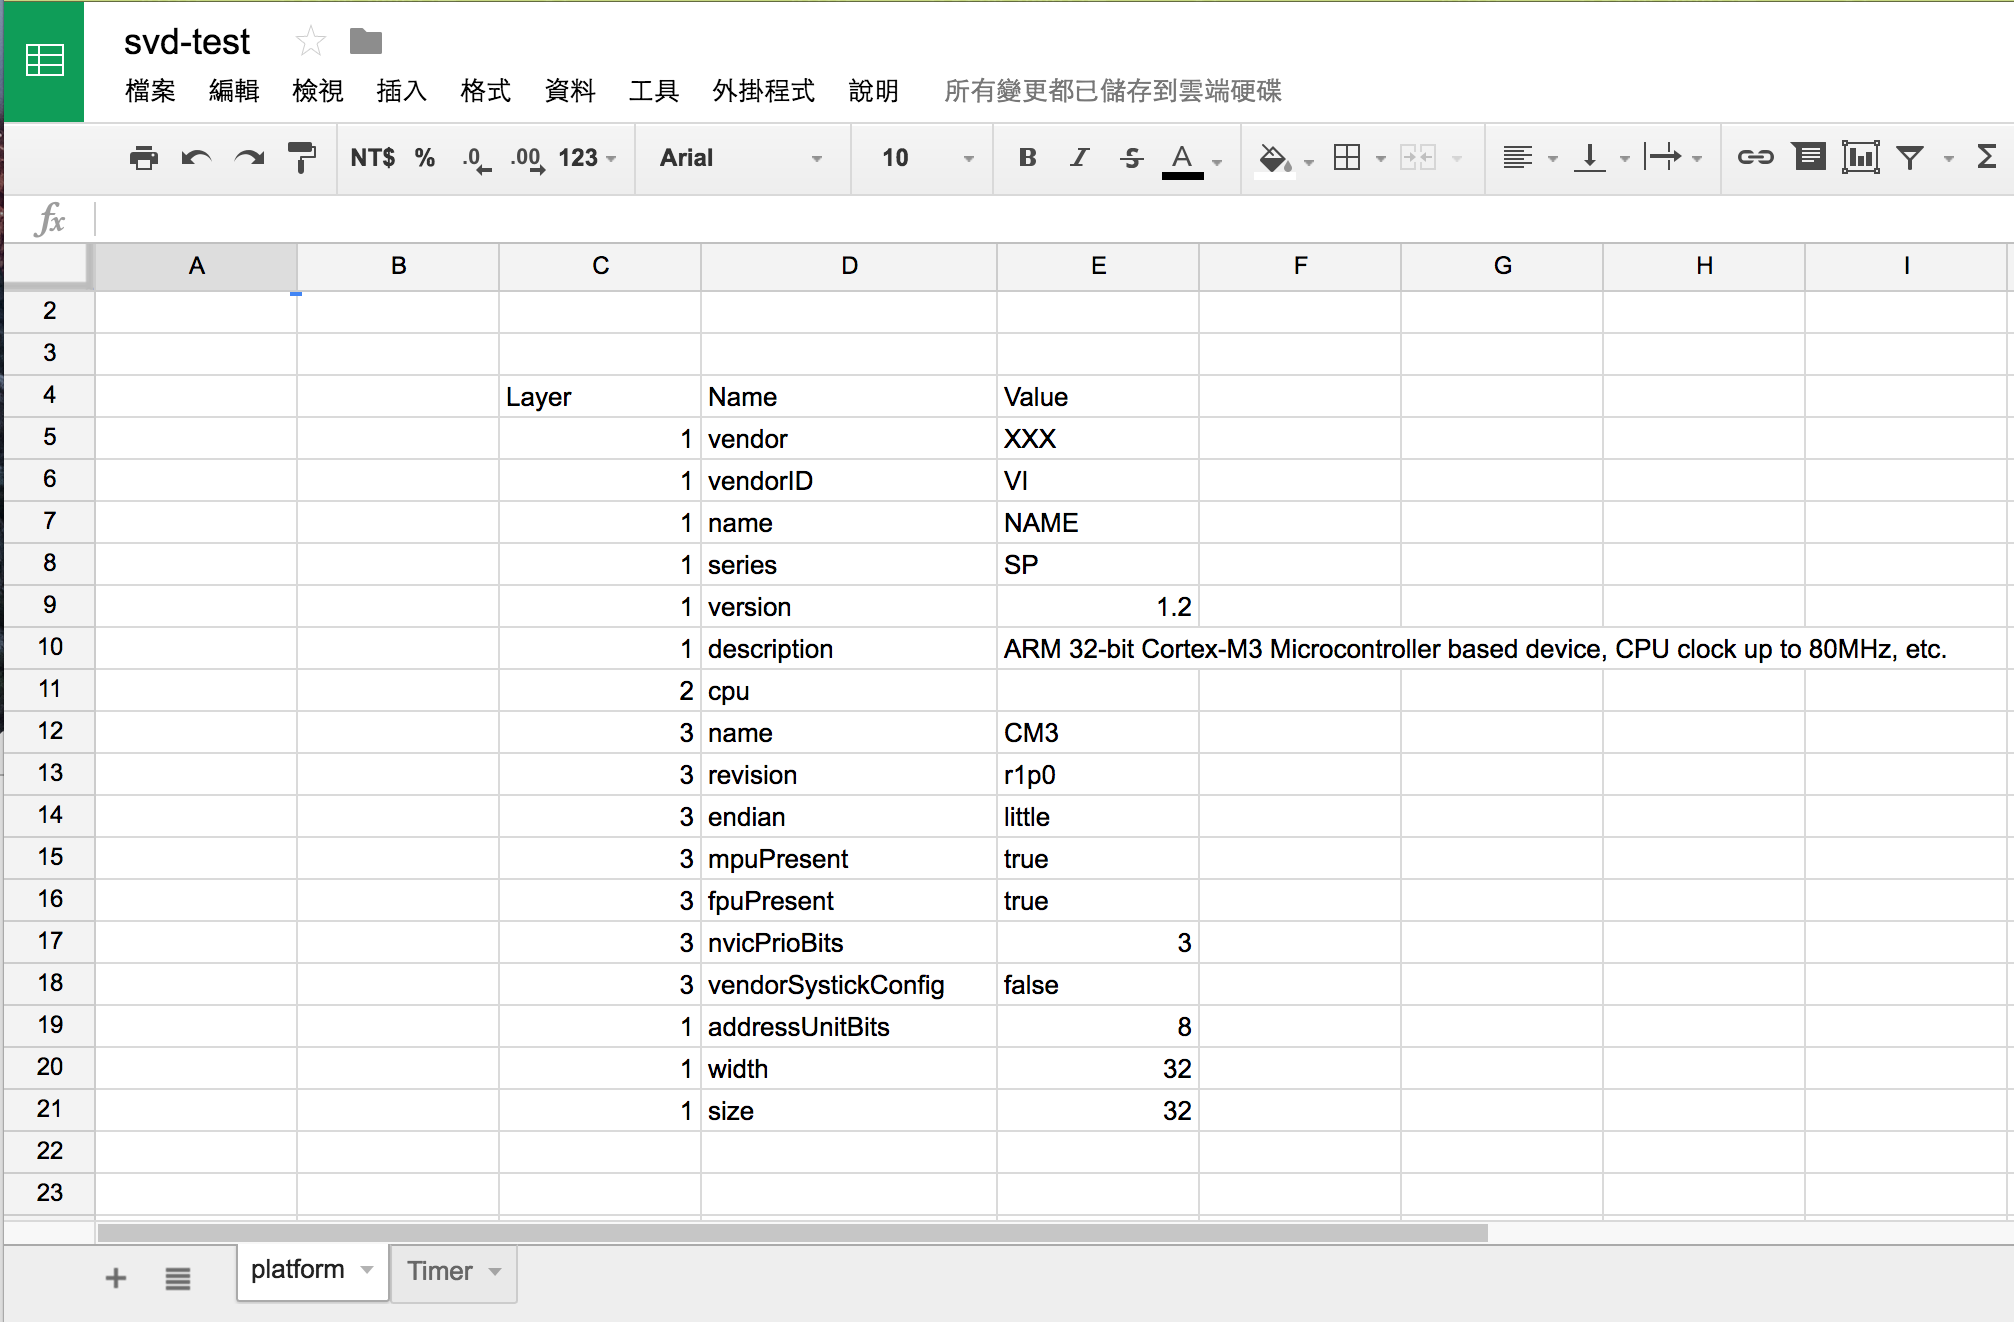 svd-test
檔案 編輯 檢視 插入 格式 資料 工具 外掛程式 說明 所有變更都已儲存到雲端硬碟
NT$ % .0 .00 123 Arial 10 B I S A Σ
fx
A B C D E F G H I
2
3
4 Layer Name Value
5 1 vendor XXX
6 1 vendorID VI
7 1 name NAME
8 1 series SP
9 1 version 1.2
10 1 description ARM 32-bit Cortex-M3 Microcontroller based device, CPU clock up to 80MHz, etc.
11 2 cpu
12 3 name CM3
13 3 revision r1p0
14 3 endian little
15 3 mpuPresent true
16 3 fpuPresent true
17 3 nvicPrioBits 3
18 3 vendorSystickConfig false
19 1 addressUnitBits 8
20 1 width 32
21 1 size 32
22
23
platform Timer